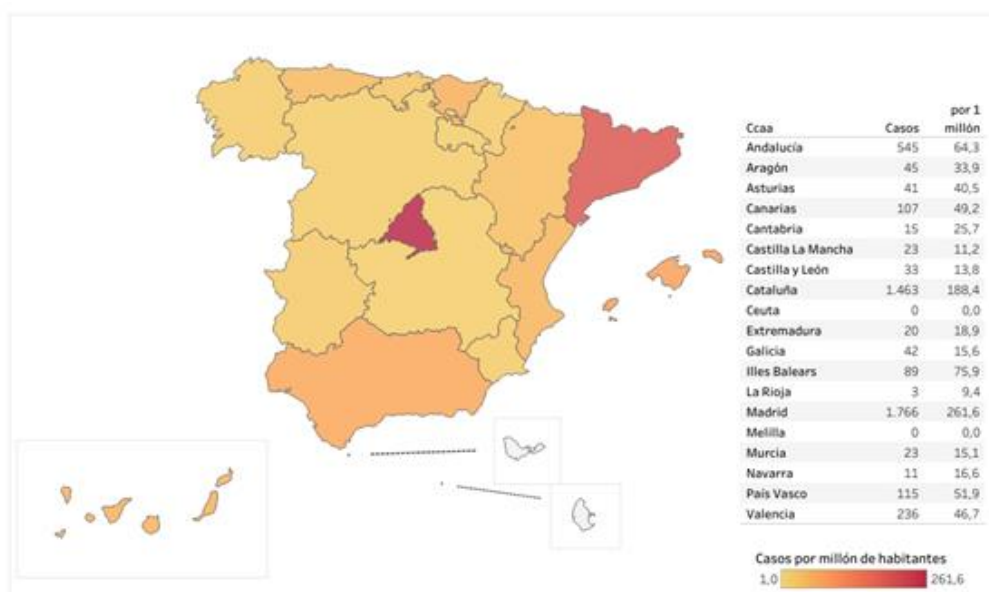 Ccaa Casos por 1 millón
Andalucía 545 64,3
Aragón 45 33,9
Asturias 41 40,5
Canarias 107 49,2
Cantabria 15 25,7
Castilla La Mancha 23 11,2
Castilla y León 33 13,8
Cataluña 1.463 188,4
Ceuta 0 0,0
Extremadura 20 18,9
Galicia 42 15,6
Illes Balears 89 75,9
La Rioja 3 9,4
Madrid 1.766 261,6
Melilla 0 0,0
Murcia 23 15,1
Navarra 11 16,6
País Vasco 115 51,9
Valencia 236 46,7
Casos por millón de habitantes
1,0 261,6